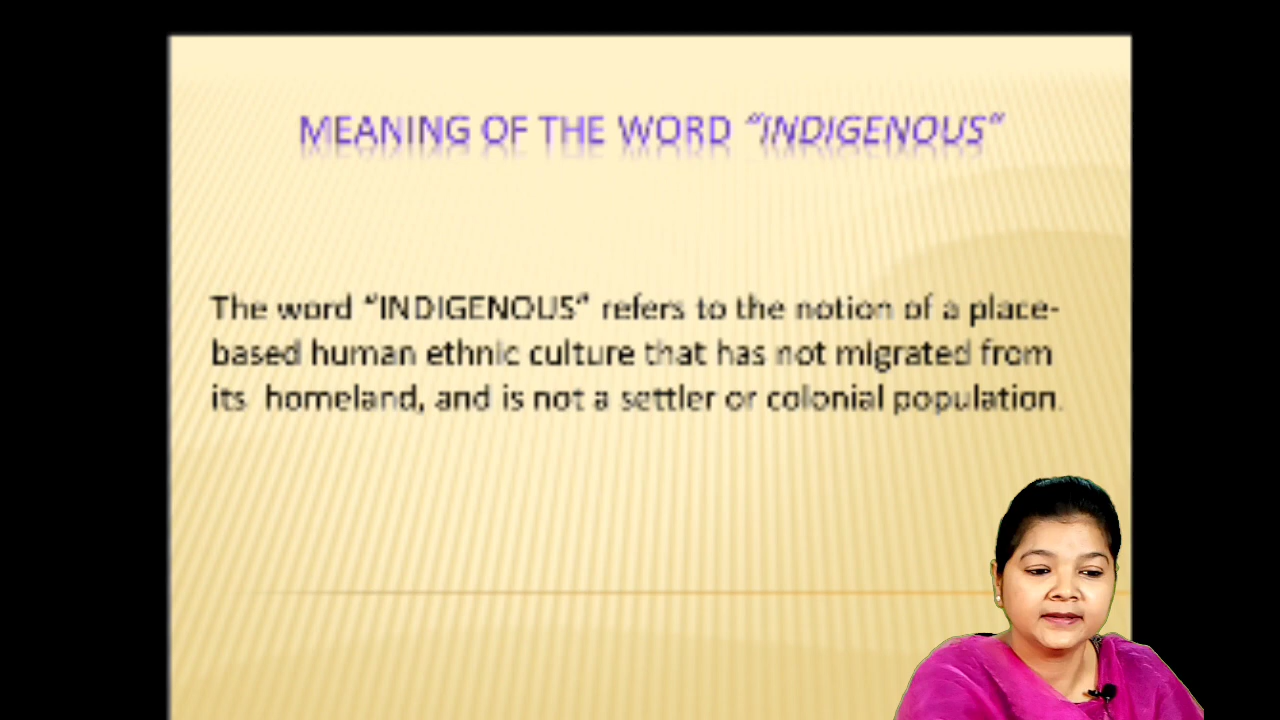 MEANING OF THE WORD “INDIGENOUS”
The word “INDIGENOUS” refers to the notion of a place-
based human ethnic culture that has not migrated from
its homeland, and is not a settler or colonial population.